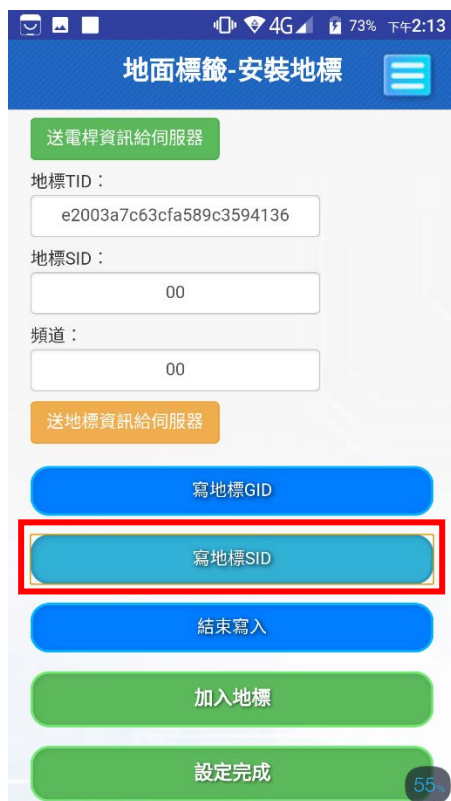 4G 73% 下午2:13
地面標籤-安裝地標
送電桿資訊給伺服器
地標TID：
e2003a7c63cfa589c3594136
地標SID：
00
頻道：
00
送地標資訊給伺服器
寫地標GID
寫地標SID
結束寫入
加入地標
設定完成
55%